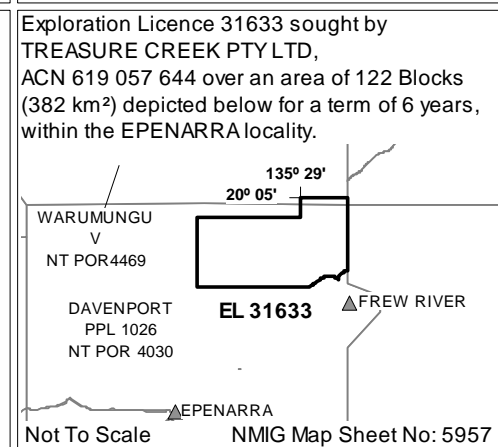 Exploration Licence 31633 sought by
TREASURE CREEK PTY LTD,
ACN 619 057 644 over an area of 122 Blocks
(382 km²) depicted below for a term of 6 years,
within the EPENARRA locality.
135º 29'
20º 05'
WARUMUNGU
V
NT POR4469
DAVENPORT
PPL 1026
NT POR 4030
EL 31633
FREW RIVER
EPENARRA
Not To Scale NMIG Map Sheet No: 5957